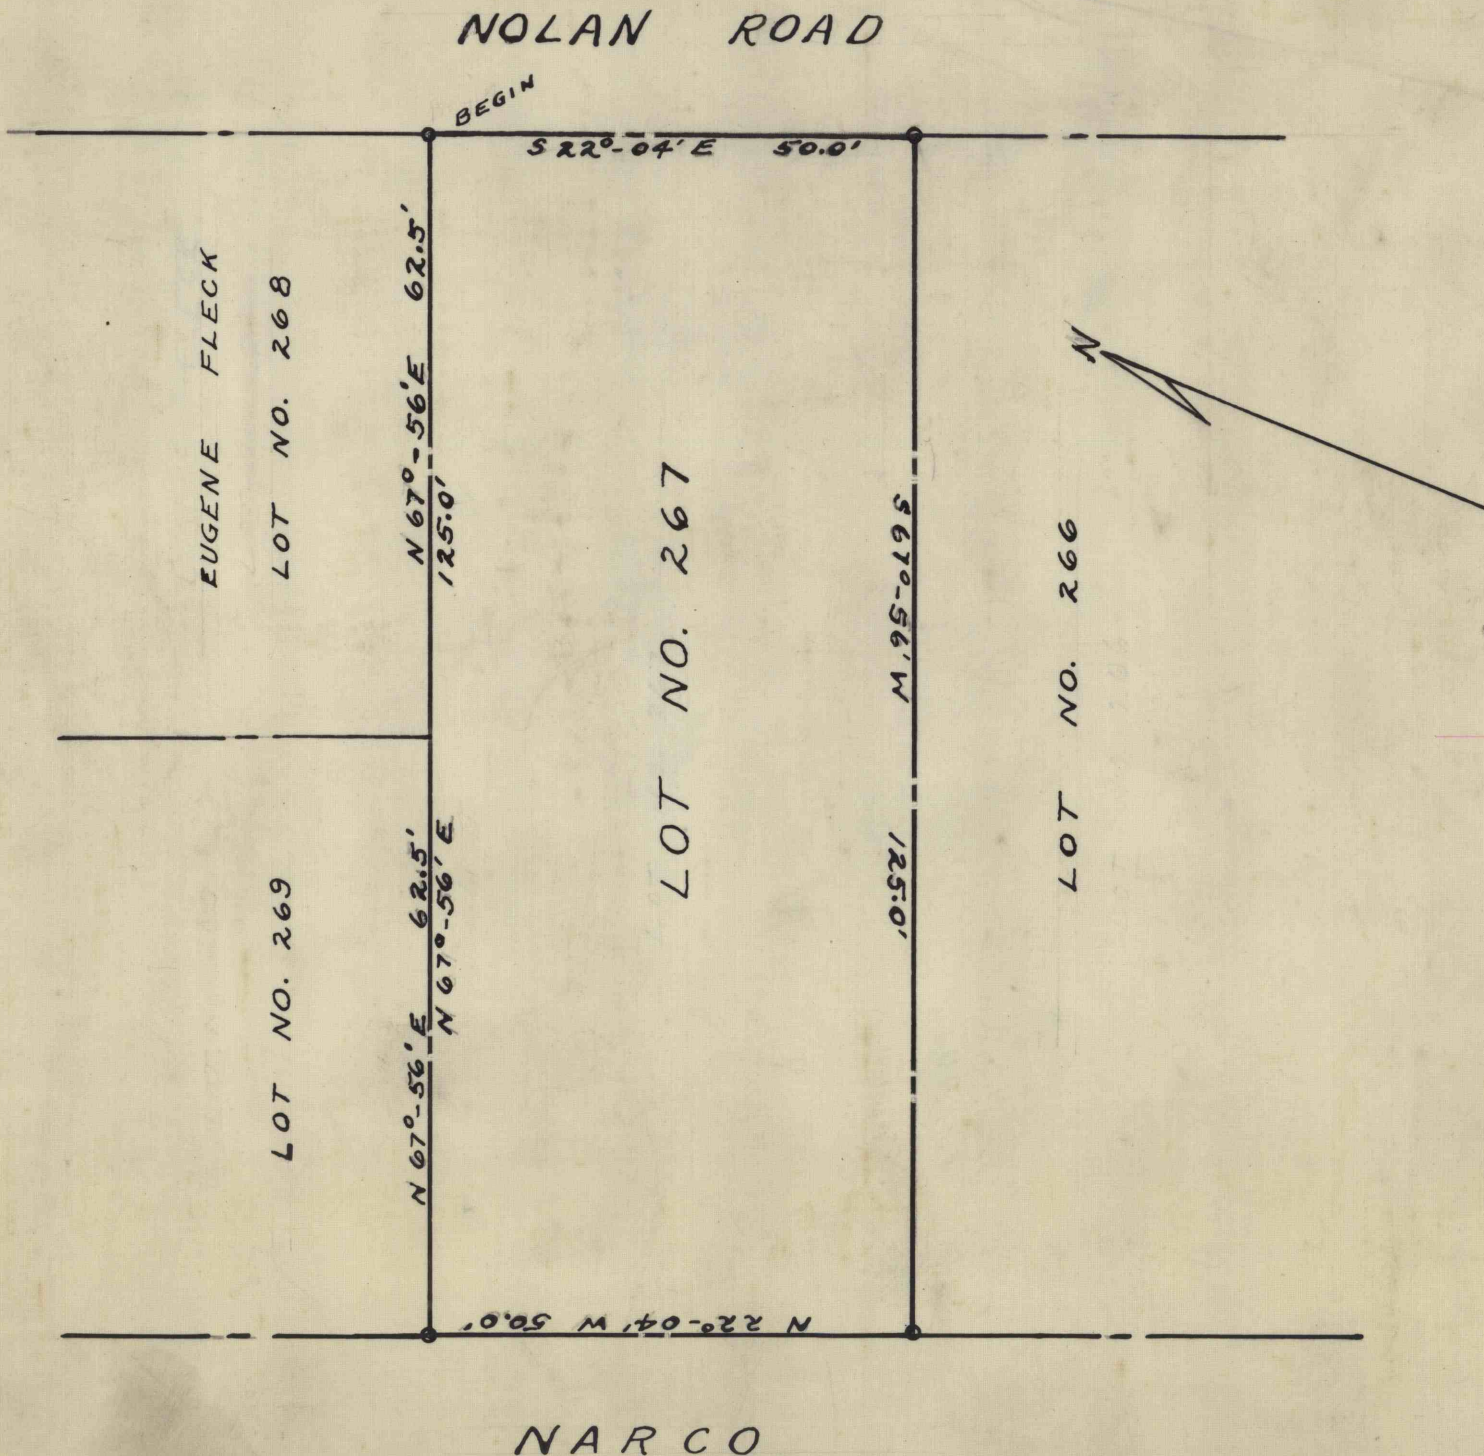 NOLAN ROAD
BEGIN
S 22°-04' E 50.0'
EUGENE FLECK
LOT NO. 268
N 67°-56' E 62.5'
125.0'
LOT NO. 267
S 67°-56' W 125.0'
N
LOT NO. 266
LOT NO. 269
N 67°-56' E 62.5'
N 67°-56' E
N 22°-04' W 50.0'
NARCO